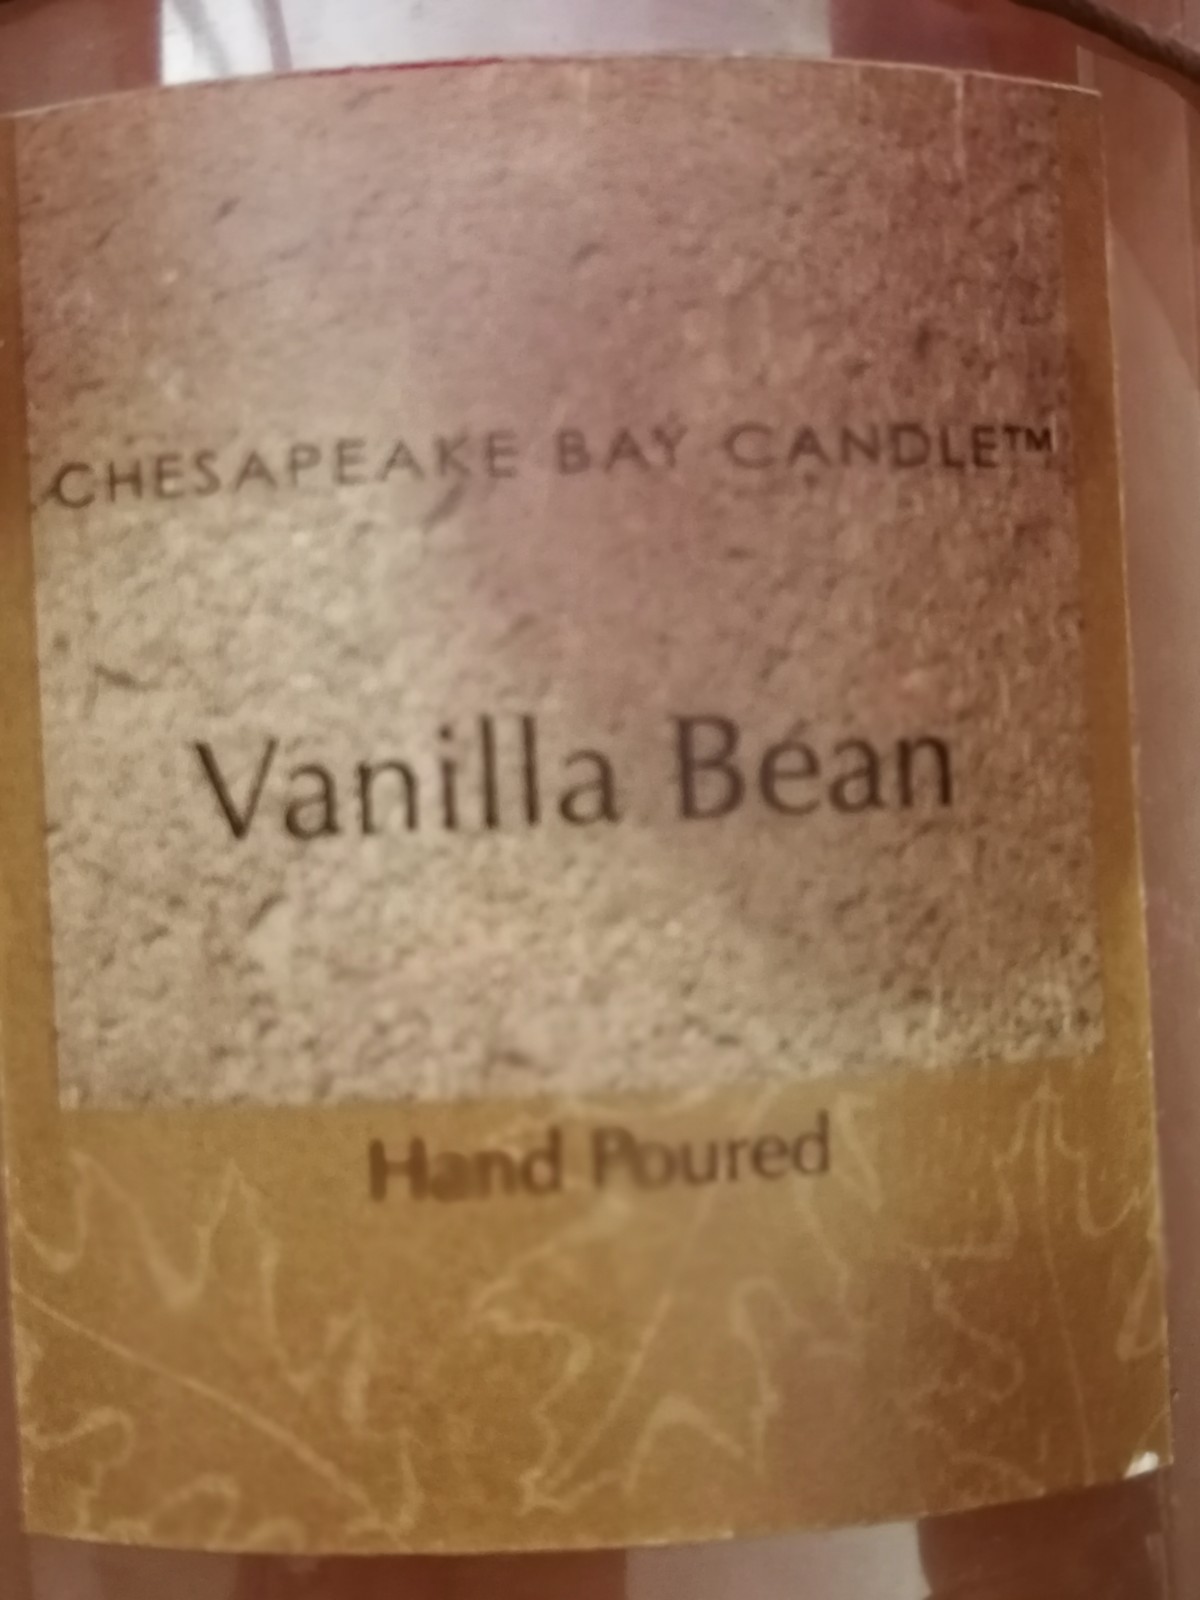 CHESAPEAKE BAY CANDLE™
Vanilla Bean
Hand Poured